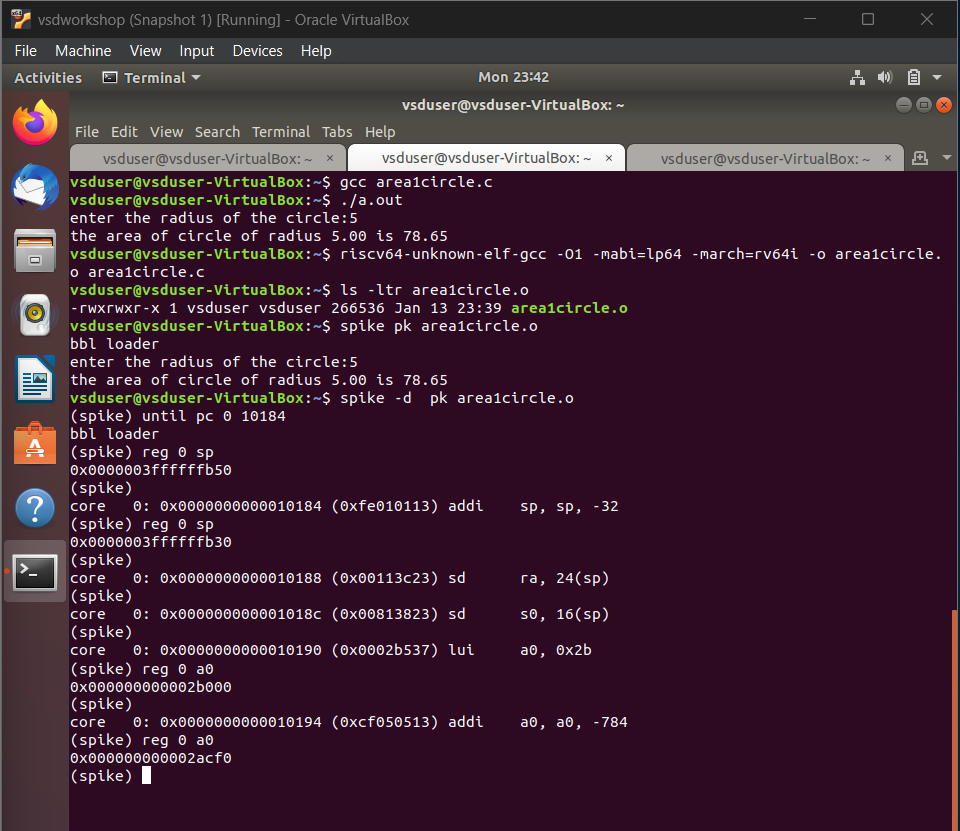 vsdworkshop (Snapshot 1) [Running] - Oracle VirtualBox
File Machine View Input Devices Help
Activities Terminal Mon 23:42
vsduser@vsduser-VirtualBox: ~
File Edit View Search Terminal Tabs Help
vsduser@vsduser-VirtualBox: ~ × vsduser@vsduser-VirtualBox: ~ × vsduser@vsduser-VirtualBox: ~ ×
vsduser@vsduser-VirtualBox:~$ gcc area1circle.c
vsduser@vsduser-VirtualBox:~$ ./a.out
enter the radius of the circle:5
the area of circle of radius 5.00 is 78.65
vsduser@vsduser-VirtualBox:~$ riscv64-unknown-elf-gcc -O1 -mabi=lp64 -march=rv64i -o area1circle.
o area1circle.c
vsduser@vsduser-VirtualBox:~$ ls -ltr area1circle.o
-rwxrwxr-x 1 vsduser vsduser 266536 Jan 13 23:39 area1circle.o
vsduser@vsduser-VirtualBox:~$ spike pk area1circle.o
bbl loader
enter the radius of the circle:5
the area of circle of radius 5.00 is 78.65
vsduser@vsduser-VirtualBox:~$ spike -d  pk area1circle.o
(spike) until pc 0 10184
bbl loader
(spike) reg 0 sp
0x0000003ffffffb50
(spike)
core   0: 0x0000000000010184 (0xfe010113) addi    sp, sp, -32
(spike) reg 0 sp
0x0000003ffffffb30
(spike)
core   0: 0x0000000000010188 (0x00113c23) sd      ra, 24(sp)
(spike)
core   0: 0x000000000001018c (0x00813823) sd      s0, 16(sp)
(spike)
core   0: 0x0000000000010190 (0x0002b537) lui     a0, 0x2b
(spike) reg 0 a0
0x000000000002b000
(spike)
core   0: 0x0000000000010194 (0xcf050513) addi    a0, a0, -784
(spike) reg 0 a0
0x000000000002acf0
(spike)